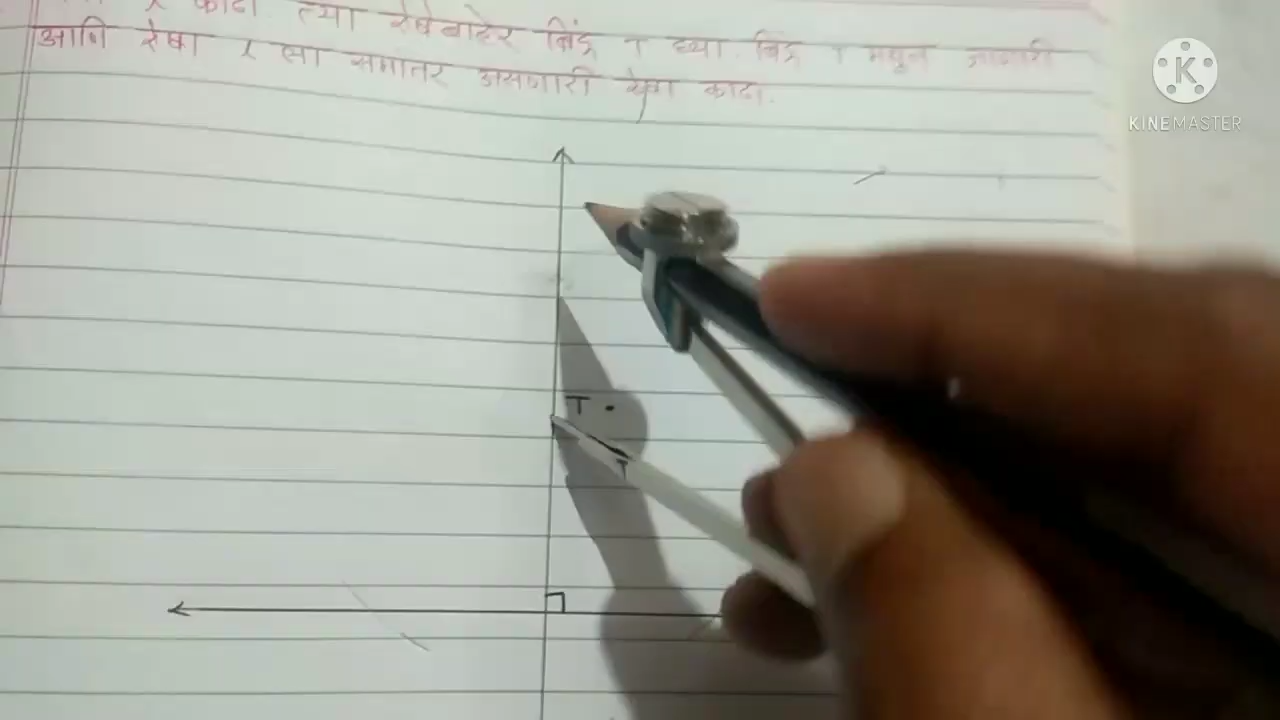 काढा त्या रेषेबाहेर बिंदू T घ्या बिंदू T मधून जाणारी
आणि रेषा l ला समांतर असणारी रेषा काढा.
K
KINEMASTER
T